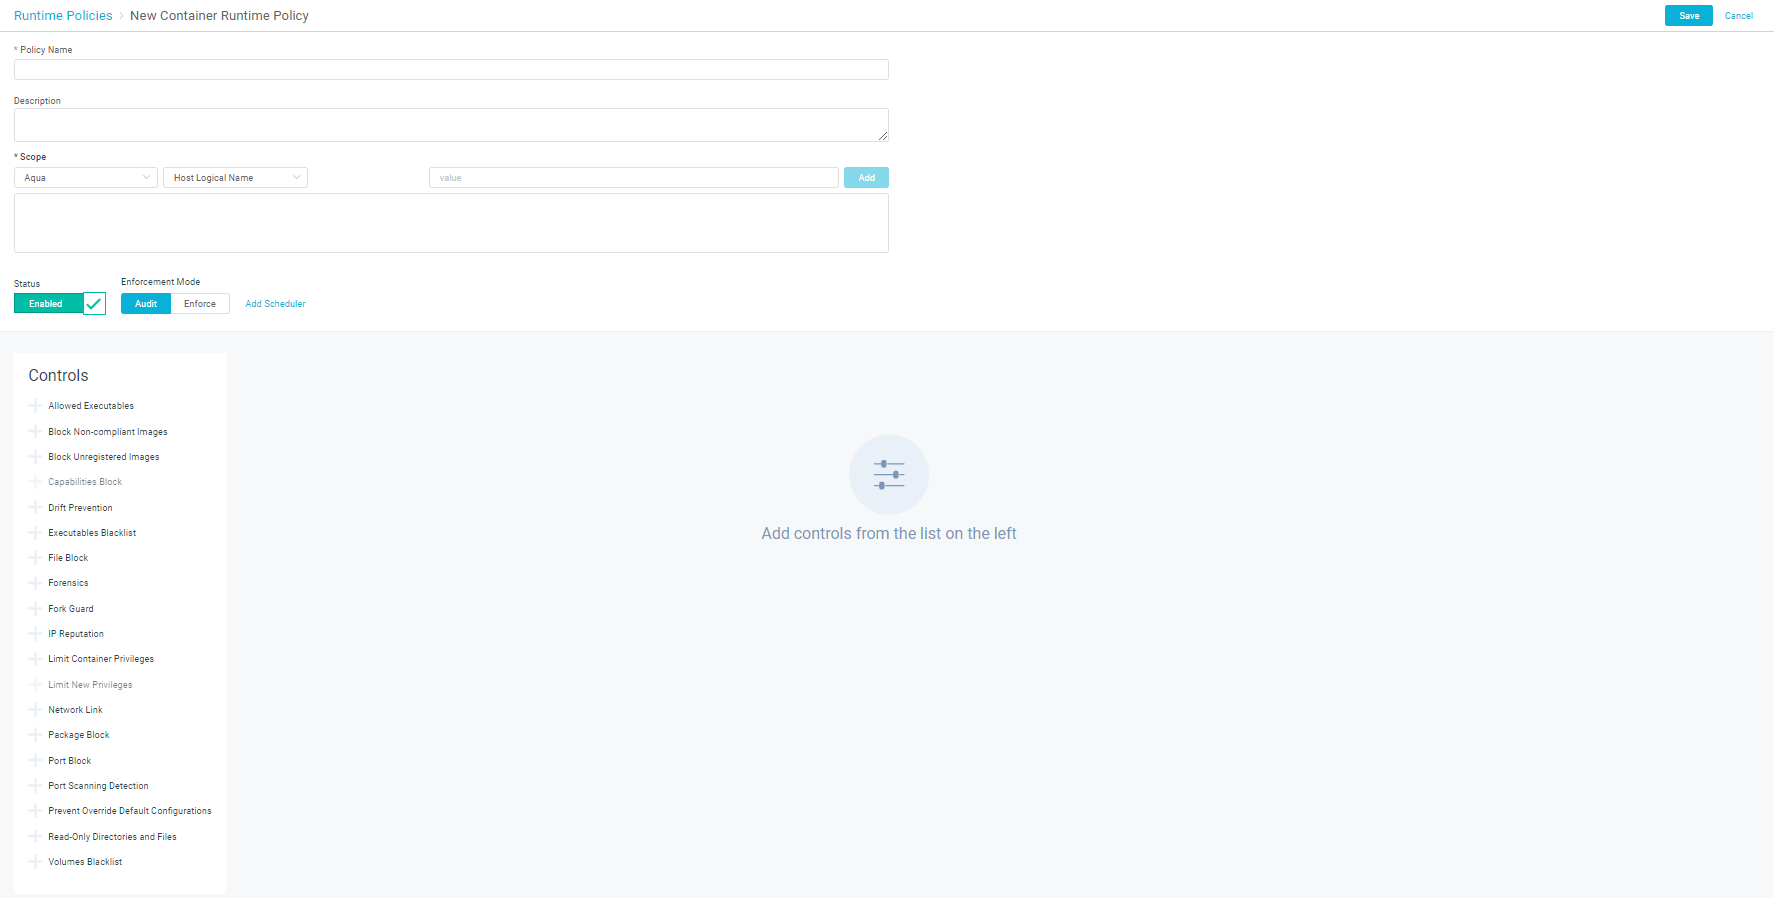 Runtime Policies > New Container Runtime Policy
Save
Cancel
* Policy Name
Description
* Scope
Aqua
Host Logical Name
value
Add
Status
Enforcement Mode
Enabled
Audit
Enforce
Add Scheduler
Controls
Allowed Executables
Block Non-compliant Images
Block Unregistered Images
Capabilities Block
Drift Prevention
Executables Blacklist
File Block
Forensics
Fork Guard
IP Reputation
Limit Container Privileges
Limit New Privileges
Network Link
Package Block
Port Block
Port Scanning Detection
Prevent Override Default Configurations
Read-Only Directories and Files
Volumes Blacklist
Add controls from the list on the left